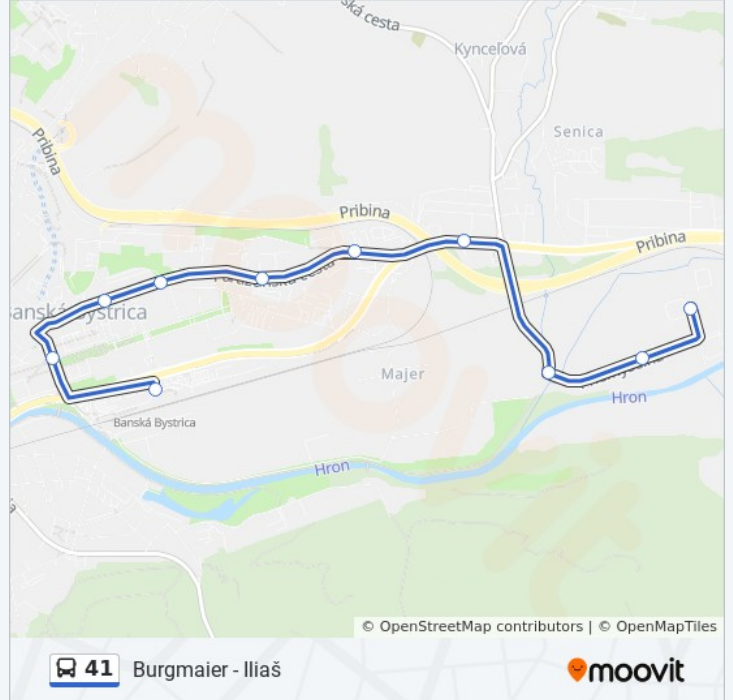 ská cesta
Kynceľová
Senica
Pribina
Pribina
Pribina
Banská Bystrica
Majer
Hron
Banská Bystrica
Hron
© OpenStreetMap contributors | © OpenMapTiles
41 Burgmaier - Iliaš
moovit